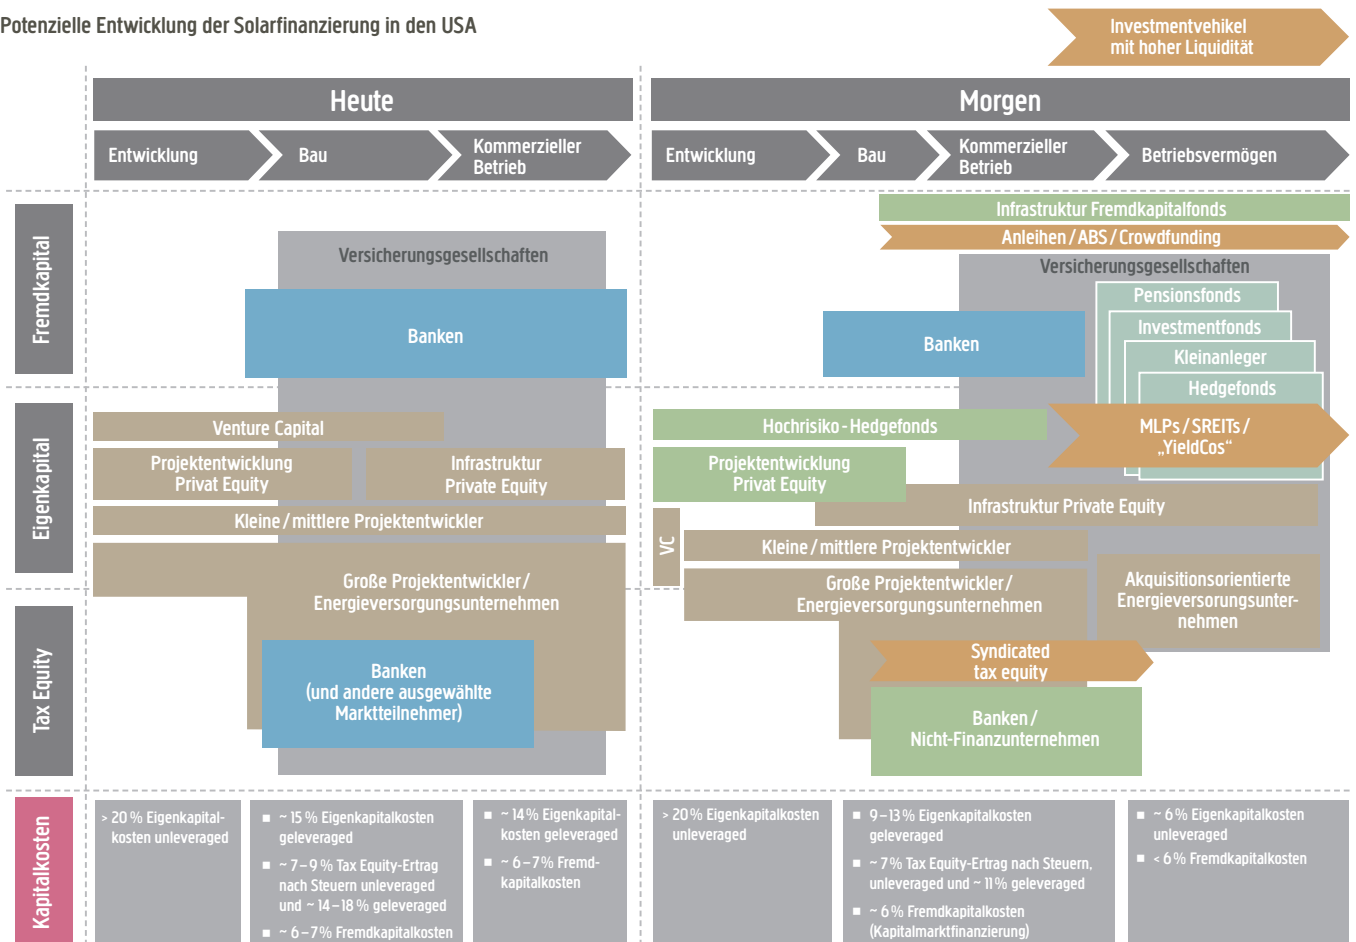 Potenzielle Entwicklung der Solarfinanzierung in den USA
Investmentvehikel
mit hoher Liquidität
Heute
Morgen
Entwicklung
Bau
Kommerzieller
Betrieb
Entwicklung
Bau
Kommerzieller
Betrieb
Betriebsvermögen
Fremdkapital
Versicherungsgesellschaften
Banken
Infrastruktur Fremdkapitalfonds
Anleihen / ABS / Crowdfunding
Versicherungsgesellschaften
Pensionsfonds
Investmentfonds
Kleinanleger
Hedgefonds
Banken
Eigenkapital
Venture Capital
Projektentwicklung
Privat Equity
Infrastruktur
Private Equity
Kleine / mittlere Projektentwickler
Große Projektentwickler /
Energieversorgungsunternehmen
Hochrisiko - Hedgefonds
MLPs / SREITs /
„YieldCos“
Projektentwicklung
Privat Equity
Infrastruktur Private Equity
VC
Kleine / mittlere Projektentwickler
Große Projektentwickler /
Energieversorgungsunternehmen
Akquisitionsorientierte
Energieversorungsunter-
nehmen
Tax Equity
Banken
(und andere ausgewählte
Marktteilnehmer)
Syndicated
tax equity
Banken /
Nicht-Finanzunternehmen
Kapitalkosten
> 20 % Eigenkapital-
kosten unleveraged
■ ~ 15 % Eigenkapitalkosten
geleveraged
■ ~ 7 – 9 % Tax Equity-Ertrag
nach Steuern unleveraged
und ~ 14 – 18 % geleveraged
■ ~ 6 – 7 % Fremdkapitalkosten
■ ~ 14 % Eigenkapital-
kosten geleveraged
■ ~ 6 – 7 % Fremd-
kapitalkosten
> 20 % Eigenkapitalkosten
unleveraged
■ 9 – 13 % Eigenkapitalkosten
geleveraged
■ ~ 7 % Tax Equity-Ertrag nach Steuern,
unleveraged und ~ 11 % geleveraged
■ ~ 6 % Fremdkapitalkosten
(Kapitalmarktfinanzierung)
■ ~ 6 % Eigenkapitalkosten
unleveraged
■ < 6 % Fremdkapitalkosten